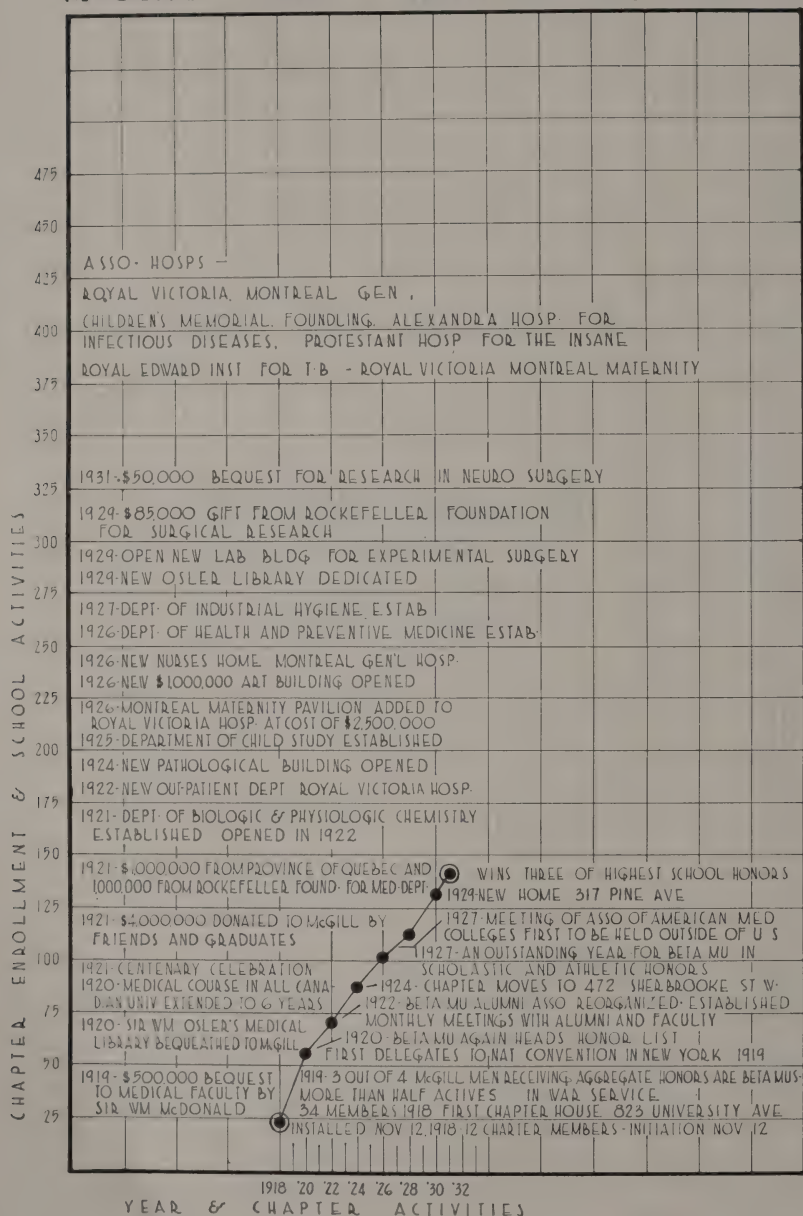 475
450
425
400
375
350
325
300
275
250
225
200
175
150
125
100
75
50
25
CHAPTER ENROLLMENT & SCHOOL ACTIVITIES
ASSO· HOSPS –
ROYAL VICTORIA, MONTREAL GEN,
CHILDREN'S MEMORIAL, FOUNDLING, ALEXANDRA HOSP· FOR
INFECTIOUS DISEASES, PROTESTANT HOSP FOR THE INSANE
ROYAL EDWARD INST FOR T·B - ROYAL VICTORIA MONTREAL MATERNITY
1931-$50,000 BEQUEST FOR RESEARCH IN NEURO SURGERY
1929-$85,000 GIFT FROM ROCKEFELLER FOUNDATION
FOR SURGICAL RESEARCH
1929-OPEN NEW LAB BLDG FOR EXPERIMENTAL SURGERY
1929-NEW OSLER LIBRARY DEDICATED
1927-DEPT· OF INDUSTRIAL HYGIENE ESTAB
1926-DEPT· OF HEALTH AND PREVENTIVE MEDICINE ESTAB·
1926-NEW NURSES HOME MONTREAL GEN'L HOSP·
1926-NEW $1,000,000 ART BUILDING OPENED
1926-MONTREAL MATERNITY PAVILION ADDED TO
ROYAL VICTORIA HOSP· AT COST OF $2,500,000
1925-DEPARTMENT OF CHILD STUDY ESTABLISHED
1924-NEW PATHOLOGICAL BUILDING OPENED
1922-NEW OUT-PATIENT DEPT ROYAL VICTORIA HOSP·
1921-DEPT· OF BIOLOGIC & PHYSIOLOGIC CHEMISTRY
ESTABLISHED OPENED IN 1922
1921-$1,000,000 FROM PROVINCE OF QUEBEC AND
1,000,000 FROM ROCKEFELLER FOUND· FOR MED·DEPT·
1921-$4,000,000 DONATED TO McGILL BY
FRIENDS AND GRADUATES
1921-CENTENARY CELEBRATION
1920-MEDICAL COURSE IN ALL CANA-
DIAN UNIV EXTENDED TO 6 YEARS
1920-SIR WM OSLER'S MEDICAL
LIBRARY BEQUEATHED TO McGILL
1919-$500,000 BEQUEST
TO MEDICAL FACULTY BY
SIR WM McDONALD
WINS THREE OF HIGHEST SCHOOL HONORS
1929-NEW HOME 317 PINE AVE
1927-MEETING OF ASSO OF AMERICAN MED
COLLEGES FIRST TO BE HELD OUTSIDE OF U S
1927-AN OUTSTANDING YEAR FOR BETA MU IN
SCHOLASTIC AND ATHLETIC HONORS
1924-CHAPTER MOVES TO 472 SHERBROOKE ST W·
1922-BETA MU ALUMNI ASSO REORGANIZED· ESTABLISHED
MONTHLY MEETINGS WITH ALUMNI AND FACULTY
1920-BETA MU AGAIN HEADS HONOR LIST
FIRST DELEGATES TO NAT CONVENTION IN NEW YORK 1919
1919-3 OUT OF 4 McGILL MEN RECEIVING AGGREGATE HONORS ARE BETA MUS-
MORE THAN HALF ACTIVES IN WAR SERVICE
34 MEMBERS 1918 FIRST CHAPTER HOUSE 823 UNIVERSITY AVE
INSTALLED NOV 12, 1918, 12 CHARTER MEMBERS-INITIATION NOV 12
1918 '20 '22 '24 '26 '28 '30 '32
YEAR & CHAPTER ACTIVITIES